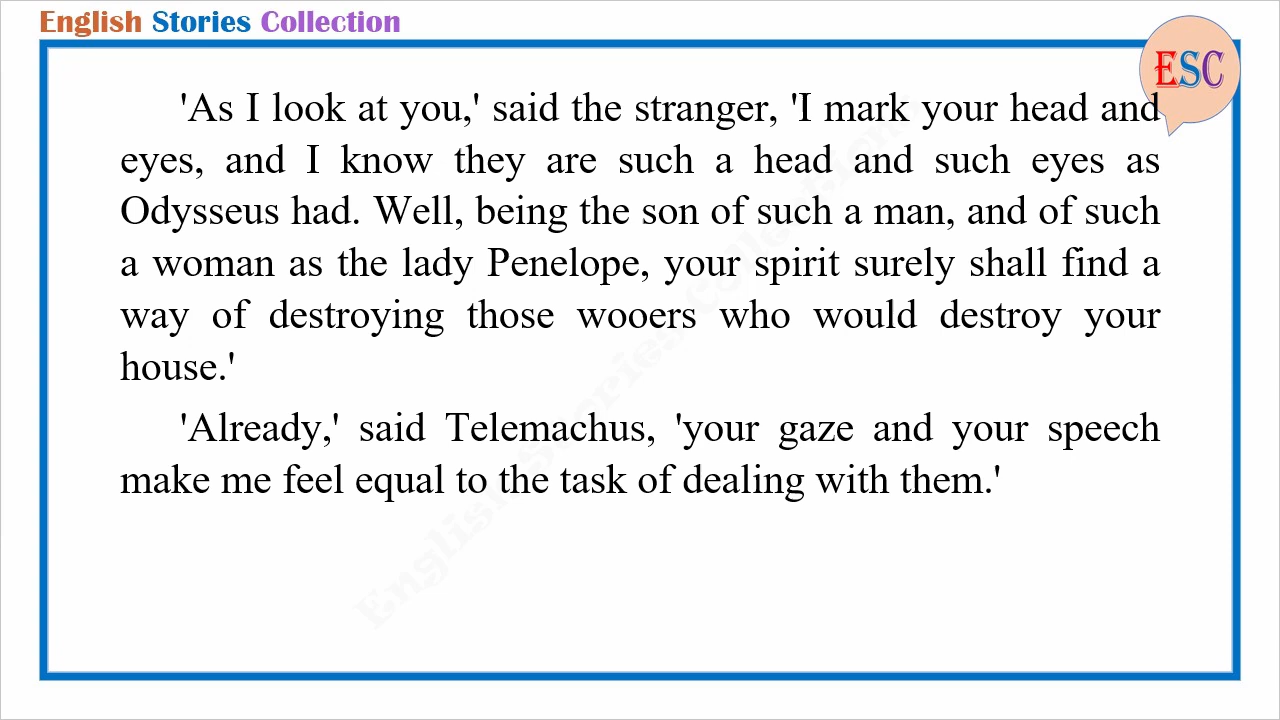 English Stories Collection
ESC
'As I look at you,' said the stranger, 'I mark your head and
eyes, and I know they are such a head and such eyes as
Odysseus had. Well, being the son of such a man, and of such
a woman as the lady Penelope, your spirit surely shall find a
way of destroying those wooers who would destroy your
house.'
'Already,' said Telemachus, 'your gaze and your speech
make me feel equal to the task of dealing with them.'
English Stories Collection